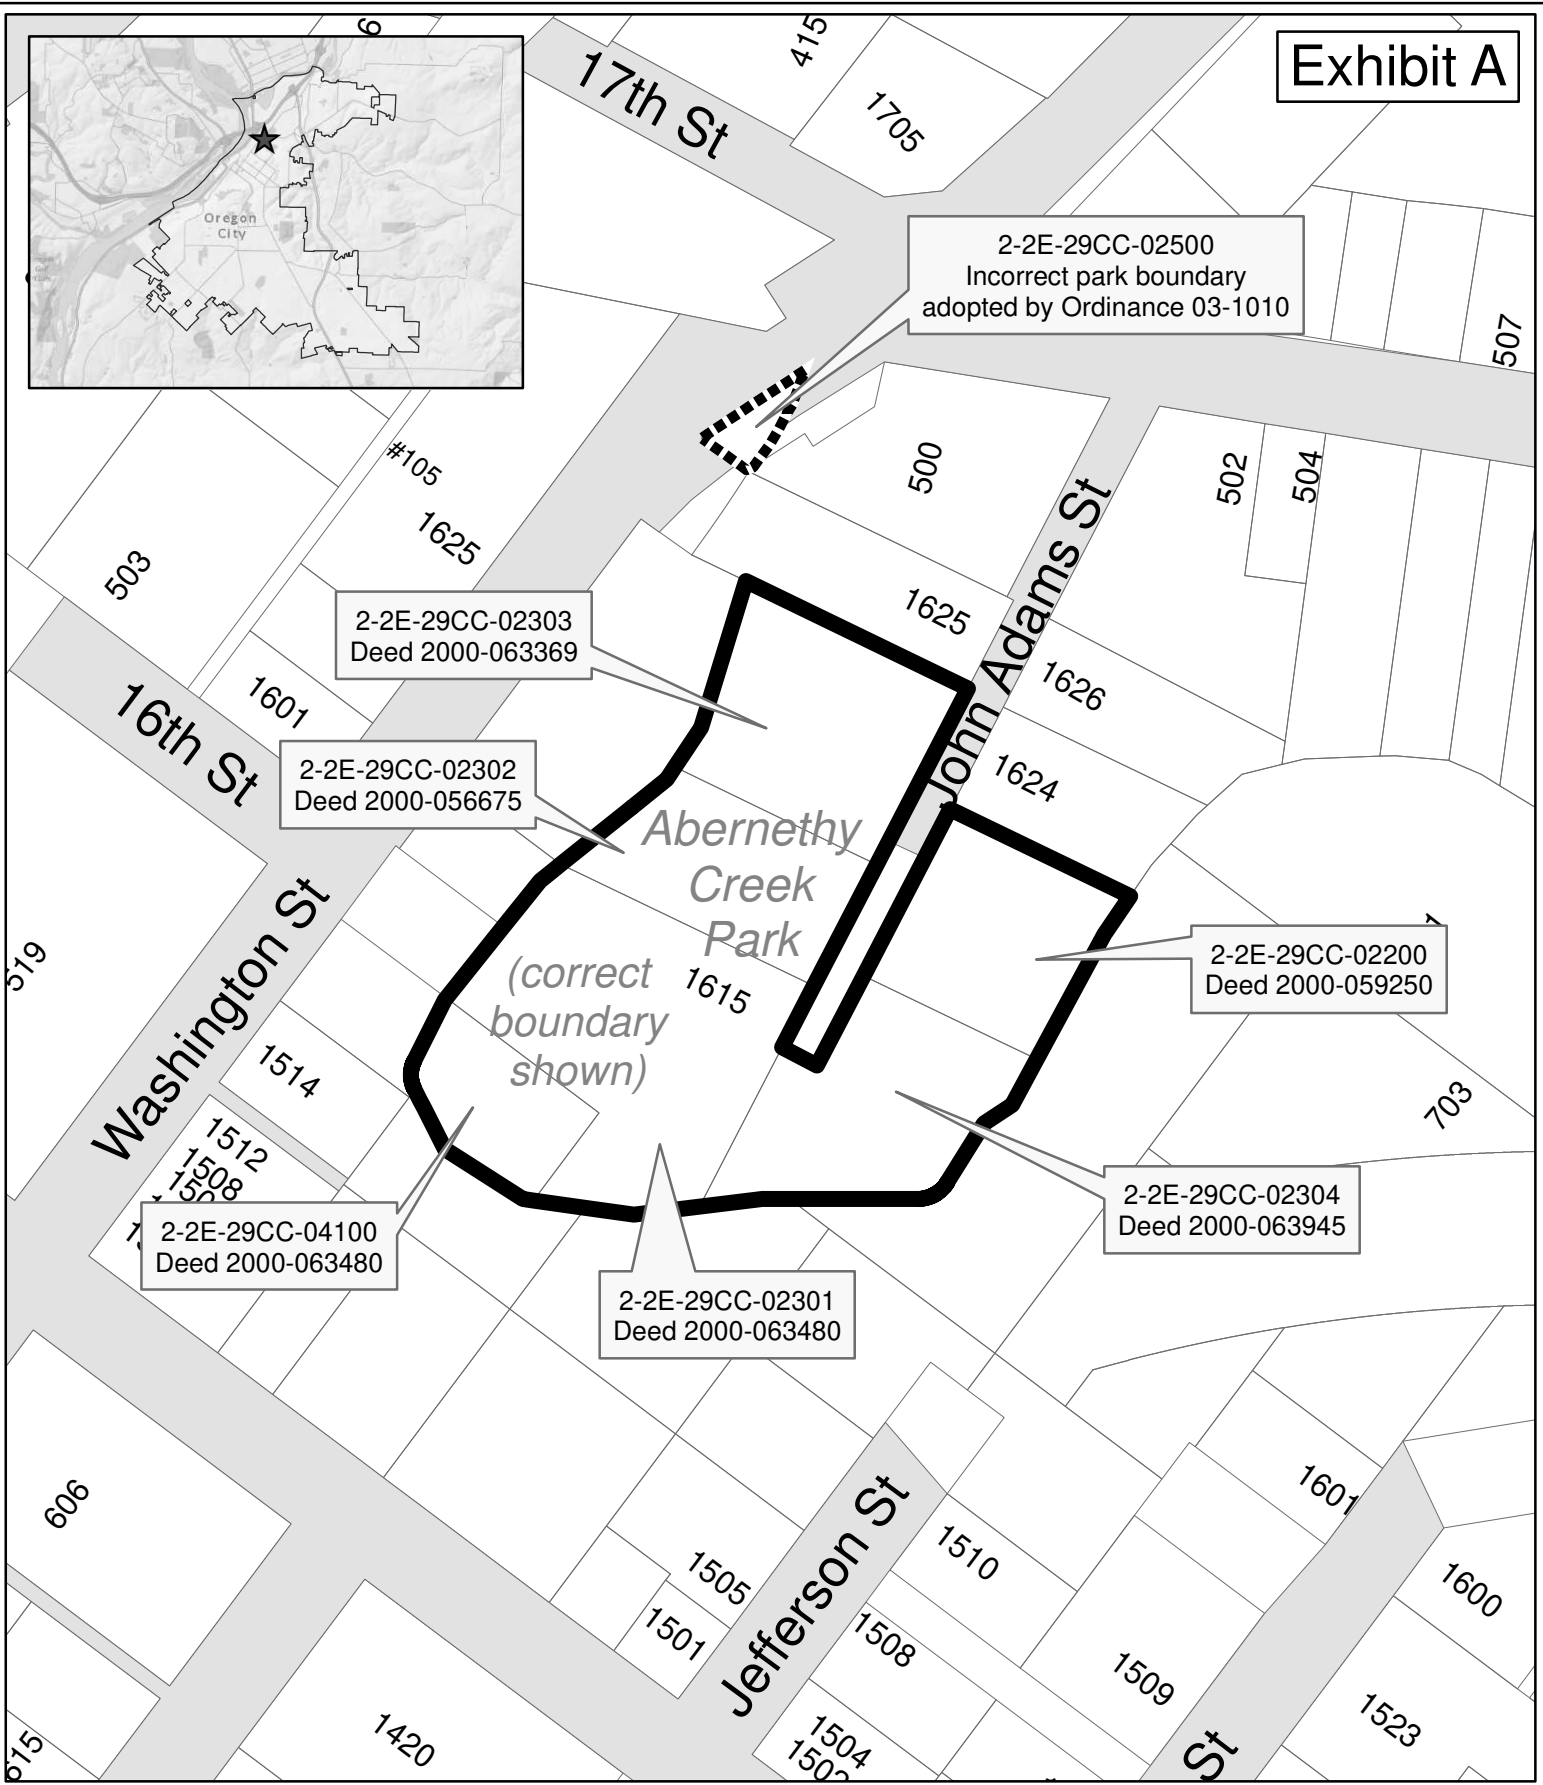 6
415
Exhibit A
17th St
1705
Oregon
City
2-2E-29CC-02500
Incorrect park boundary
adopted by Ordinance 03-1010
507
#105
500
502
504
1625
503
John Adams St
2-2E-29CC-02303
Deed 2000-063369
1625
1626
1601
16th St
2-2E-29CC-02302
Deed 2000-056675
1624
Abernethy
Creek
Park
(correct
boundary
shown)
1615
Washington St
519
2-2E-29CC-02200
Deed 2000-059250
1514
703
1512
1508
2-2E-29CC-04100
Deed 2000-063480
2-2E-29CC-02304
Deed 2000-063945
2-2E-29CC-02301
Deed 2000-063480
606
Jefferson St
1601
1510
1505
1600
1501
1508
1509
1523
1420
1504
1502
615
St